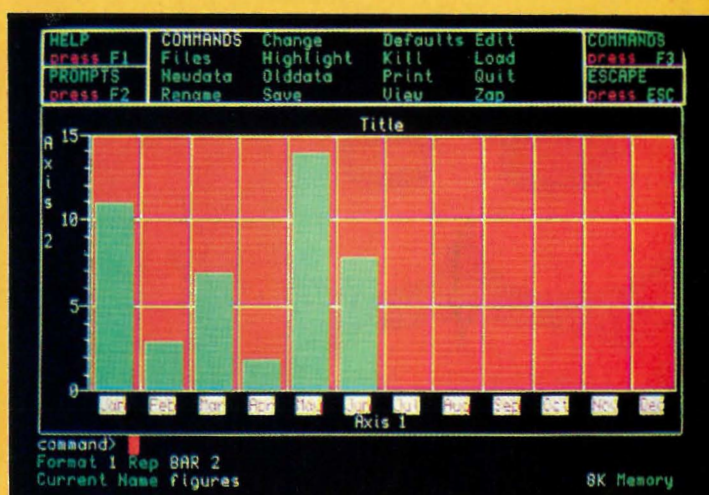 HELP
press F1
PROMPTS
press F2
COMMANDS Change Defaults Edit
Files Highlight Kill Load
Newdata Olddata Print Quit
Rename Save View Zap
COMMANDS
press F3
ESCAPE
press ESC
Title
Axis 2
15
10
5
0
Jan Feb Mar Apr May Jun Jul Aug Sep Oct Nov Dec
Axis 1
command>
Format 1 Rep BAR 2
Current Name figures
8K Memory